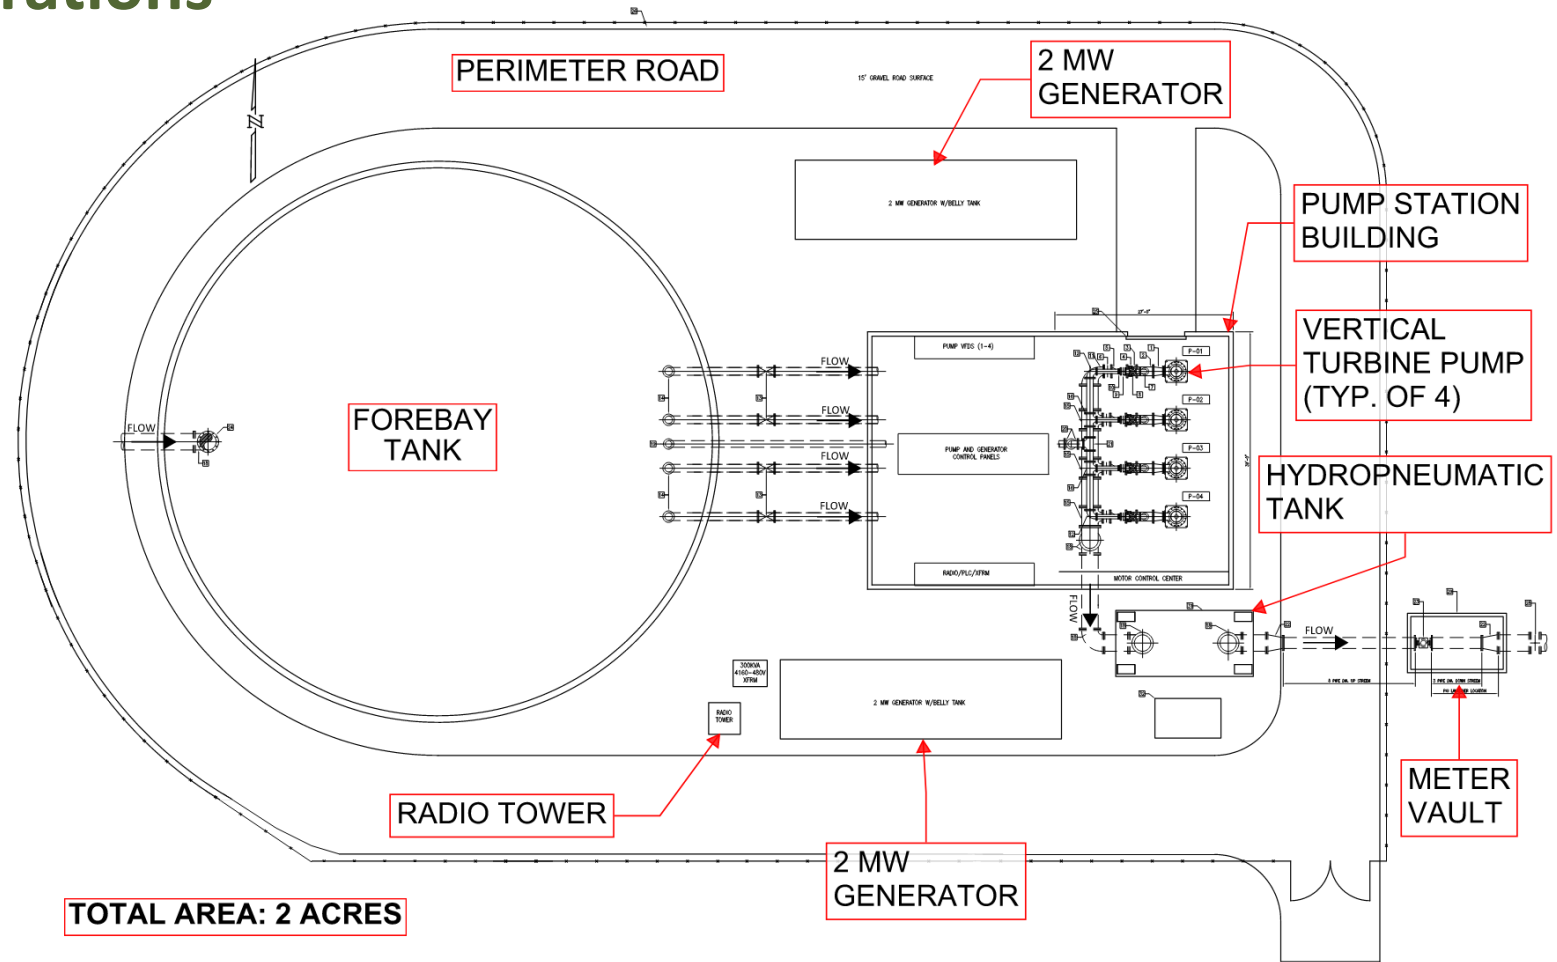 PERIMETER ROAD
15' GRAVEL ROAD SURFACE
2 MW
GENERATOR
N
2 MW GENERATOR W/BELLY TANK
PUMP STATION
BUILDING
PUMP VFDS (1-4)
P-01
VERTICAL
TURBINE PUMP
(TYP. OF 4)
FLOW
FLOW
P-02
FOREBAY
TANK
FLOW
PUMP AND GENERATOR
CONTROL PANELS
P-03
FLOW
HYDROPNEUMATIC
TANK
P-04
FLOW
RADIO/PLC/XFRM
MOTOR CONTROL CENTER
FLOW
FLOW
300KVA
4160-480V
XFRM
RADIO
TOWER
2 MW GENERATOR W/BELLY TANK
METER
VAULT
RADIO TOWER
2 MW
GENERATOR
TOTAL AREA: 2 ACRES